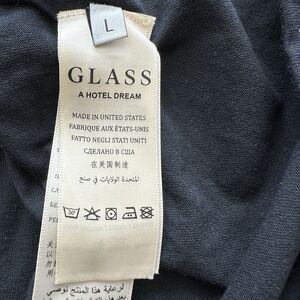 L
GLASS
A HOTEL DREAM
MADE IN UNITED STATES
FABRIQUE AUX ÉTATS-UNIS
FATTO NEGLI STATI UNITI
СДЕЛАНО В США
在美国制造
المتحدة الولايات في صنع